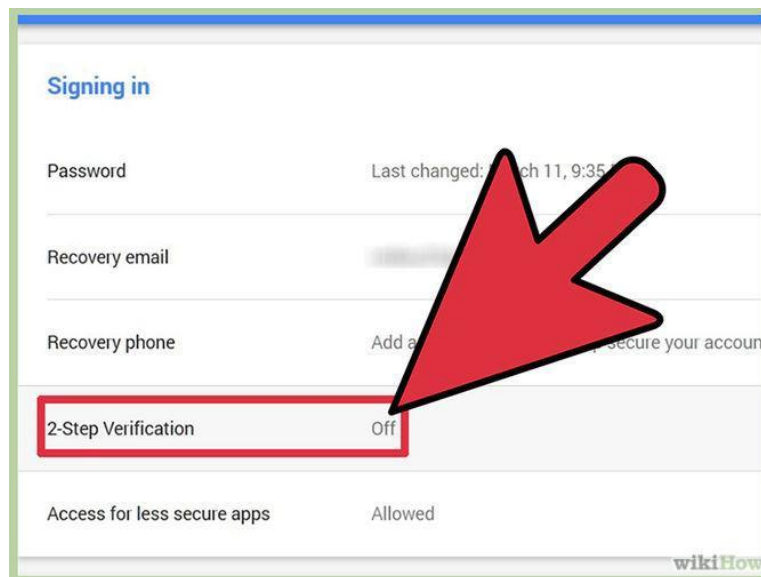 Signing in
Password Last changed: ch 11, 9:35
Recovery email
Recovery phone Add a secure your accoun
2-Step Verification Off
Access for less secure apps Allowed
wikiHow